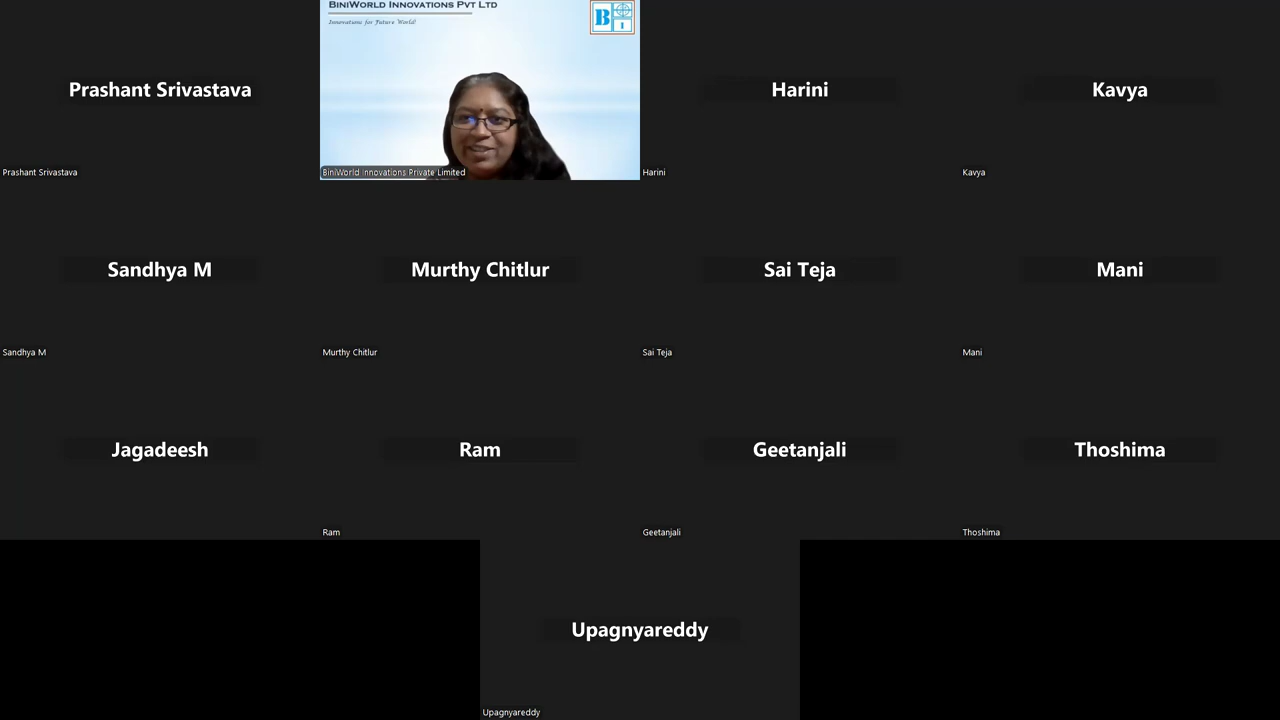 BINIWORLD INNOVATIONS PVT LTD
Innovations for Future World!
B
1
Prashant Srivastava
Harini
Kavya
Prashant Srivastava
BiniWorld Innovations Private Limited
Harini
Kavya
Sandhya M
Murthy Chitlur
Sai Teja
Mani
Sandhya M
Murthy Chitlur
Sai Teja
Mani
Jagadeesh
Ram
Geetanjali
Thoshima
Ram
Geetanjali
Thoshima
Upagnyareddy
Upagnyareddy